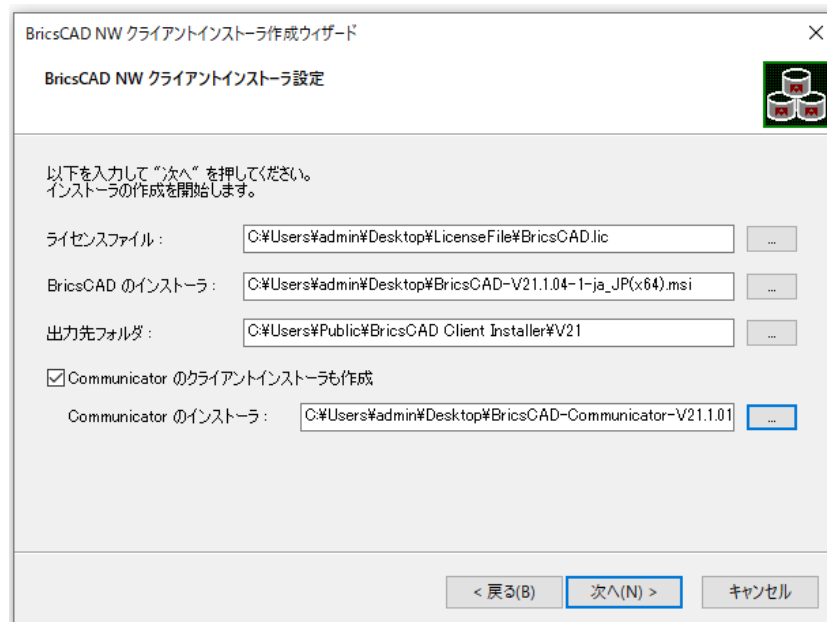 BricsCAD NW クライアントインストーラ作成ウィザード
BricsCAD NW クライアントインストーラ設定
以下を入力して “次へ” を押してください。
インストーラの作成を開始します。
ライセンスファイル : C:¥Users¥admin¥Desktop¥LicenseFile¥BricsCAD.lic ...
BricsCAD のインストーラ : C:¥Users¥admin¥Desktop¥BricsCAD-V21.1.04-1-ja_JP(x64).msi ...
出力先フォルダ : C:¥Users¥Public¥BricsCAD Client Installer¥V21 ...
Communicator のクライアントインストーラも作成
Communicator のインストーラ : C:¥Users¥admin¥Desktop¥BricsCAD-Communicator-V21.1.01 ...
< 戻る(B) 次へ(N) > キャンセル